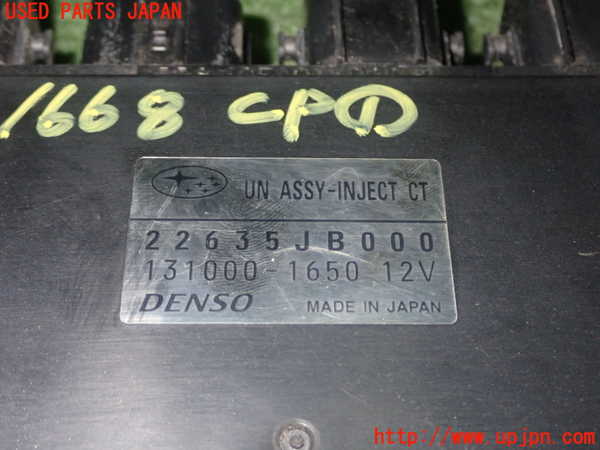 USED PARTS JAPAN
1668 CPD
UN ASSY-INJECT CT
22635JB000
131000-1650 12V
DENSO MADE IN JAPAN
http://www.upjpn.com